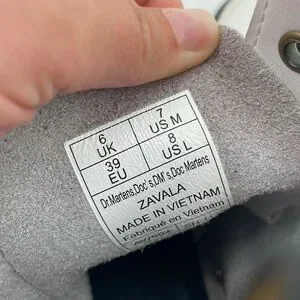 6 UK
7 US M
39 EU
8 US L
Dr.Martens,Doc's,DM's,Doc Martens
ZAVALA
MADE IN VIETNAM
Fabriqué en Vietnam